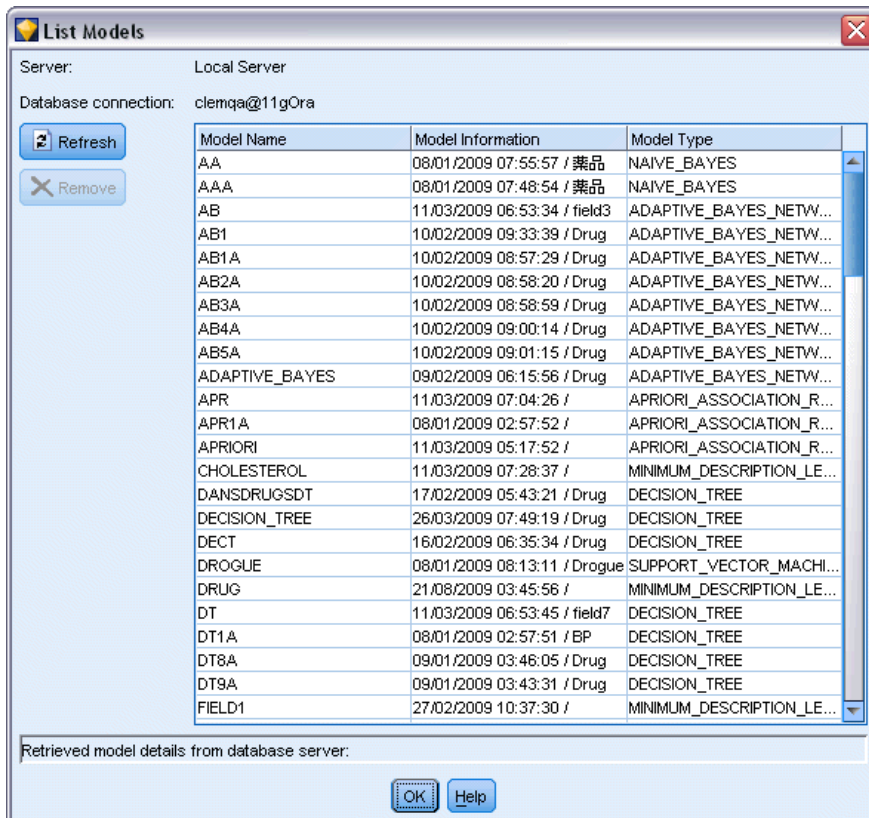 List Models
Server: Local Server
Database connection: clemqa@11gOra
Refresh
Remove
Model Name Model Information Model Type
AA 08/01/2009 07:55:57 / 薬品 NAIVE_BAYES
AAA 08/01/2009 07:48:54 / 薬品 NAIVE_BAYES
AB 11/03/2009 06:53:34 / field3 ADAPTIVE_BAYES_NETW...
AB1 10/02/2009 09:33:39 / Drug ADAPTIVE_BAYES_NETW...
AB1A 10/02/2009 08:57:29 / Drug ADAPTIVE_BAYES_NETW...
AB2A 10/02/2009 08:58:20 / Drug ADAPTIVE_BAYES_NETW...
AB3A 10/02/2009 08:58:59 / Drug ADAPTIVE_BAYES_NETW...
AB4A 10/02/2009 09:00:14 / Drug ADAPTIVE_BAYES_NETW...
AB5A 10/02/2009 09:01:15 / Drug ADAPTIVE_BAYES_NETW...
ADAPTIVE_BAYES 09/02/2009 06:15:56 / Drug ADAPTIVE_BAYES_NETW...
APR 11/03/2009 07:04:26 / APRIORI_ASSOCIATION_R...
APR1A 08/01/2009 02:57:52 / APRIORI_ASSOCIATION_R...
APRIORI 11/03/2009 05:17:52 / APRIORI_ASSOCIATION_R...
CHOLESTEROL 11/03/2009 07:28:37 / MINIMUM_DESCRIPTION_LE...
DANSDRUGSDT 17/02/2009 05:43:21 / Drug DECISION_TREE
DECISION_TREE 26/03/2009 07:49:19 / Drug DECISION_TREE
DECT 16/02/2009 06:35:34 / Drug DECISION_TREE
DROGUE 08/01/2009 08:13:11 / Drogue SUPPORT_VECTOR_MACHI...
DRUG 21/08/2009 03:45:56 / MINIMUM_DESCRIPTION_LE...
DT 11/03/2009 06:53:45 / field7 DECISION_TREE
DT1A 08/01/2009 02:57:51 / BP DECISION_TREE
DT8A 09/01/2009 03:46:05 / Drug DECISION_TREE
DT9A 09/01/2009 03:43:31 / Drug DECISION_TREE
FIELD1 27/02/2009 10:37:30 / MINIMUM_DESCRIPTION_LE...
Retrieved model details from database server:
OK Help